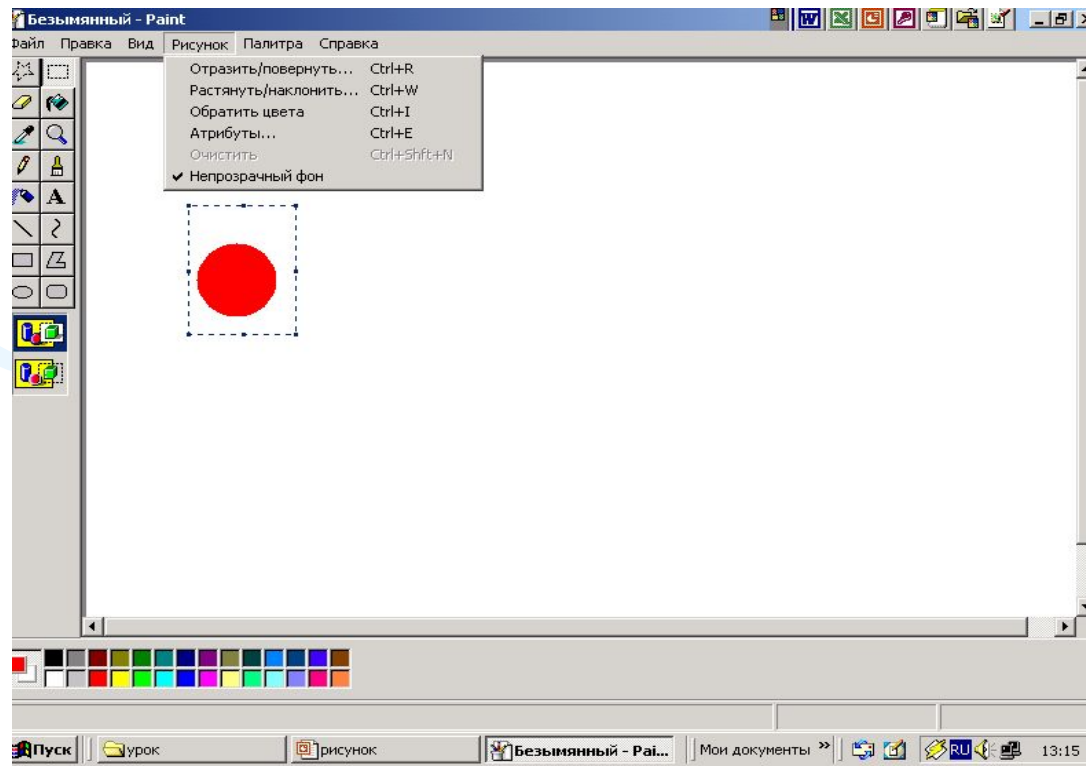 Безымянный - Paint
Файл Правка Вид Рисунок Палитра Справка
Отразить/повернуть... Ctrl+R
Растянуть/наклонить... Ctrl+W
Обратить цвета Ctrl+I
Атрибуты... Ctrl+E
Очистить Ctrl+Shft+N
Непрозрачный фон
A
Пуск урок рисунок Безымянный - Pai... Мои документы » RU 13:15